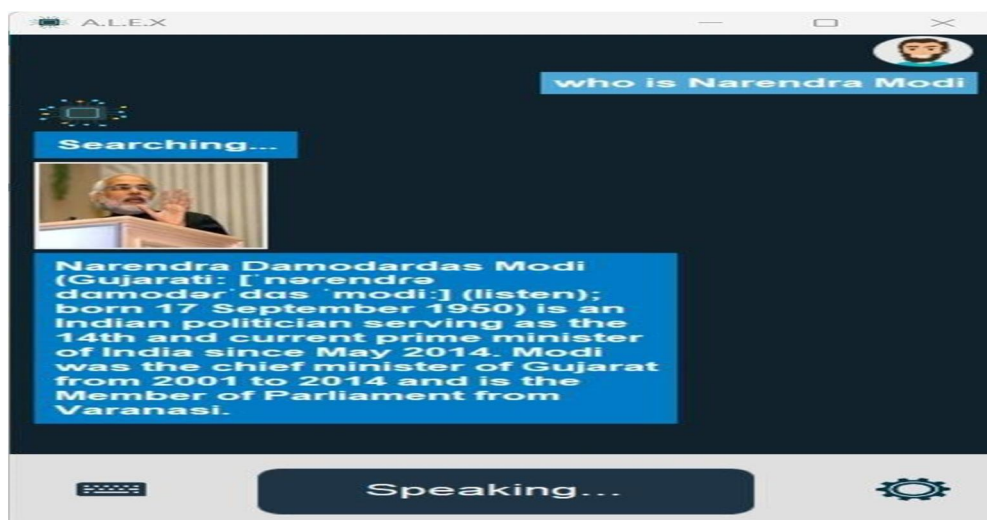 A.L.E.X
who is Narendra Modi
Searching...
Narendra Damodardas Modi
(Gujarati: [ˈnərendrə
dɑmodərˈdɑs ˈmodiː] (listen);
born 17 September 1950) is an
Indian politician serving as the
14th and current prime minister
of India since May 2014. Modi
was the chief minister of Gujarat
from 2001 to 2014 and is the
Member of Parliament from
Varanasi.
Speaking...